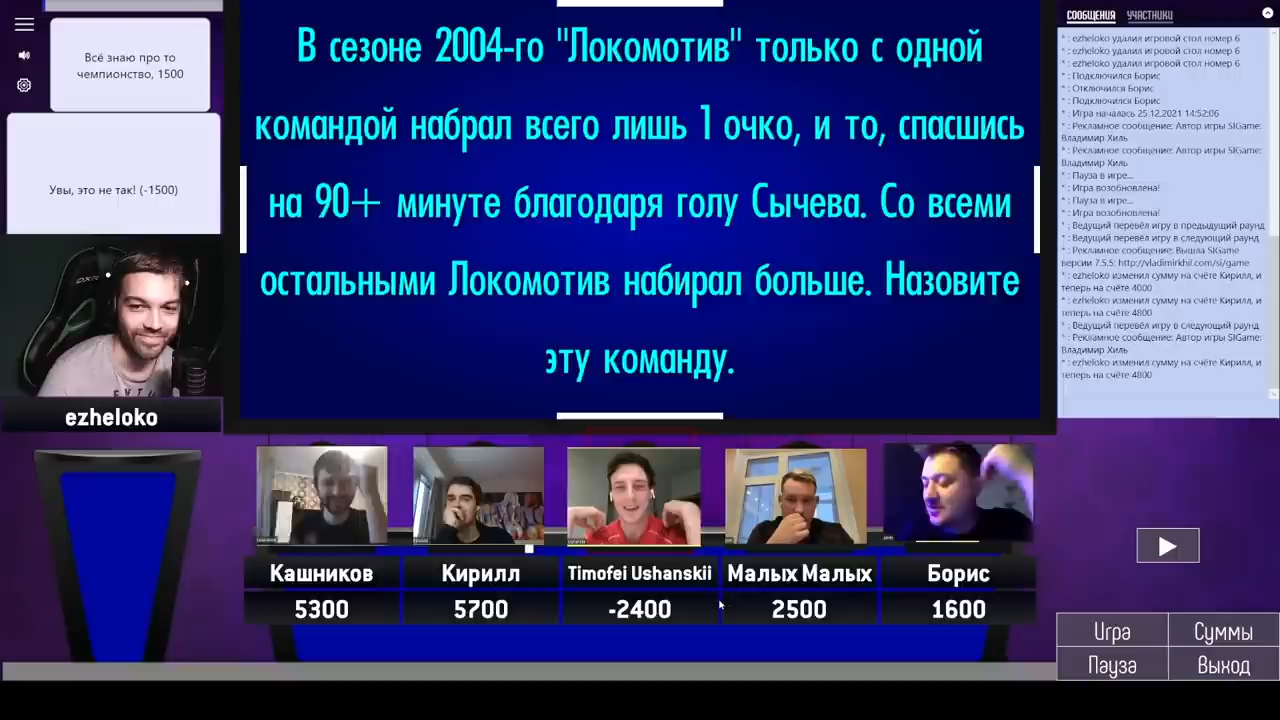 Всё знаю про то
чемпионство, 1500
Увы, это не так! (-1500)
В сезоне 2004-го "Локомотив" только с одной
командой набрал всего лишь 1 очко, и то, спасшись
на 90+ минуте благодаря голу Сычева. Со всеми
остальными Локомотив набирал больше. Назовите
эту команду.
СООБЩЕНИЯ УЧАСТНИКИ
* : ezheloko удалил игровой стол номер 6
* : ezheloko удалил игровой стол номер 6
* : ezheloko удалил игровой стол номер 6
* : Подключился Борис
* : Отключился Борис
* : Подключился Борис
* : Игра началась 25.12.2021 14:52:06
* : Рекламное сообщение: Автор игры SIGame:
Владимир Хиль
* : Рекламное сообщение: Автор игры SIGame:
Владимир Хиль
* : Пауза в игре...
* : Игра возобновлена!
* : Пауза в игре...
* : Игра возобновлена!
* : Ведущий перевёл игру в предыдущий раунд
* : Ведущий перевёл игру в следующий раунд
* : Рекламное сообщение: Вышла SIGame
версии 7.5.5: http://vladimirkhil.com/si/game
* : ezheloko изменил сумму на счёте Кирилл, и
теперь на счёте 4000
* : ezheloko изменил сумму на счёте Кирилл, и
теперь на счёте 4800
* : Ведущий перевёл игру в следующий раунд
* : Рекламное сообщение: Автор игры SIGame:
Владимир Хиль
* : ezheloko изменил сумму на счёте Кирилл, и
теперь на счёте 4800
DXR
ezheloko
Кашников Кирилл Timofei Ushanskii Малых Малых Борис
5300 5700 -2400 2500 1600
Игра Суммы
Пауза Выход